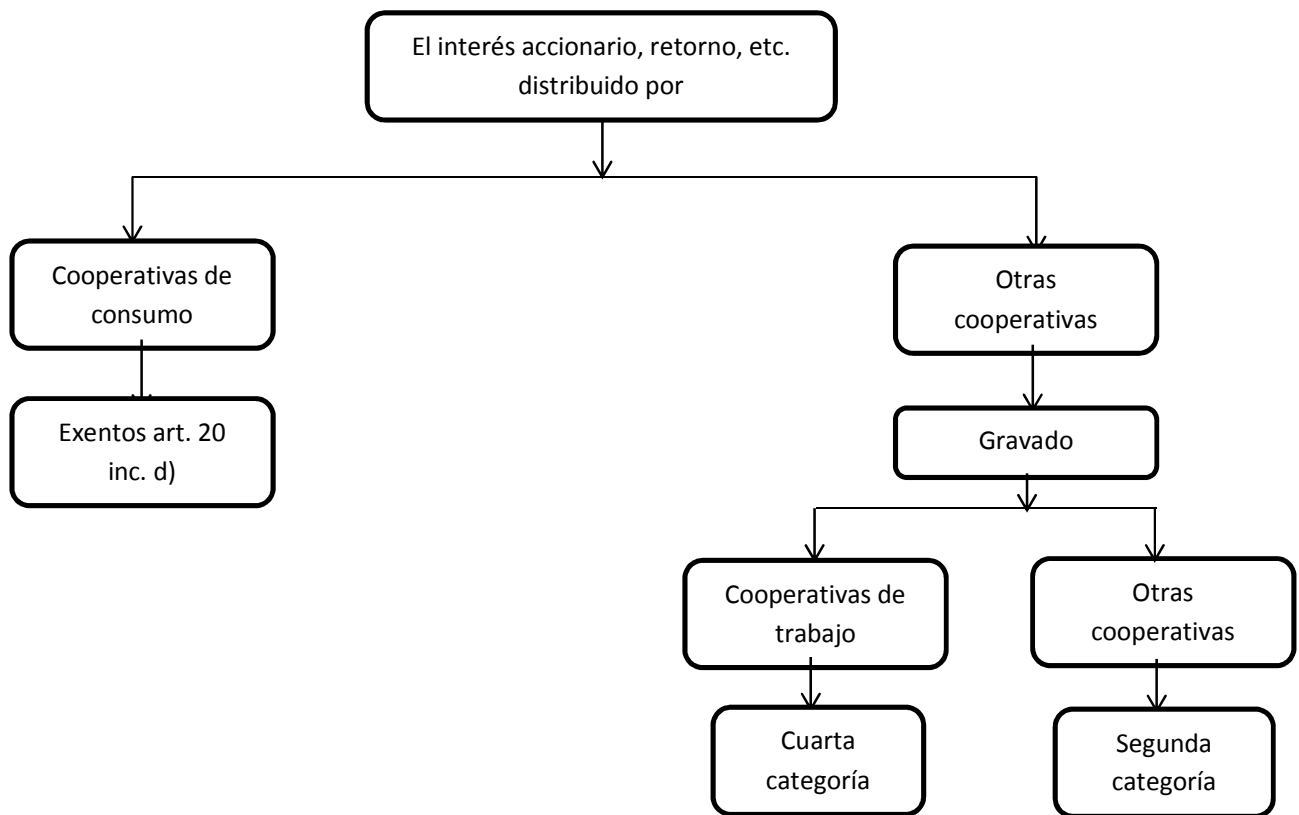 El interés accionario, retorno, etc.
distribuido por
Cooperativas de
consumo
Otras
cooperativas
Exentos art. 20
inc. d)
Gravado
Cooperativas de
trabajo
Otras
cooperativas
Cuarta
categoría
Segunda
categoría